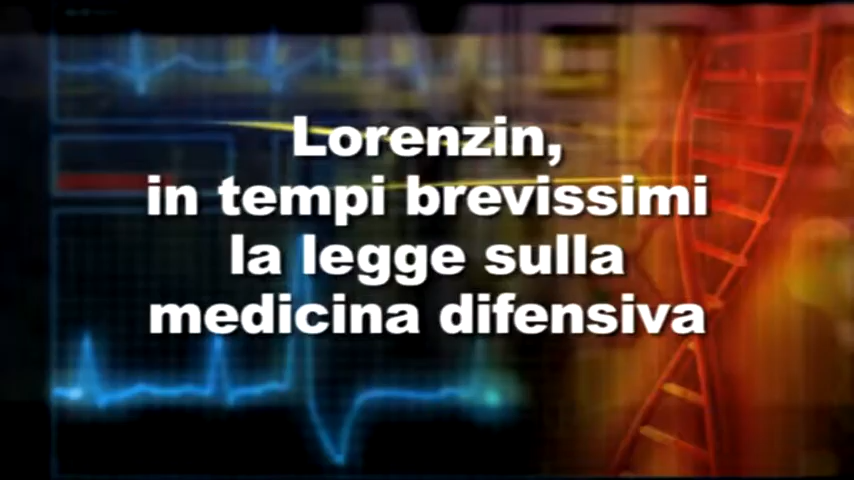 Lorenzin,
in tempi brevissimi
la legge sulla
medicina difensiva